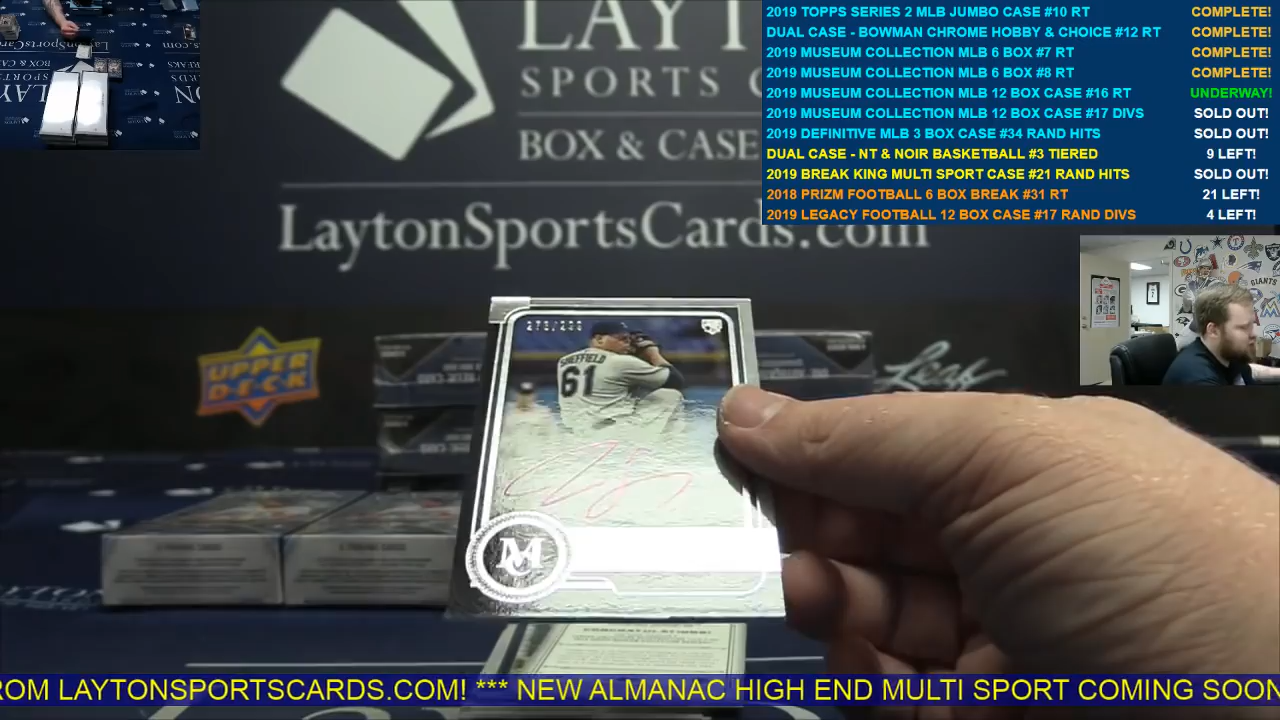 2019 TOPPS SERIES 2 MLB JUMBO CASE #10 RT COMPLETE!
DUAL CASE - BOWMAN CHROME HOBBY & CHOICE #12 RT COMPLETE!
2019 MUSEUM COLLECTION MLB 6 BOX #7 RT COMPLETE!
2019 MUSEUM COLLECTION MLB 6 BOX #8 RT COMPLETE!
2019 MUSEUM COLLECTION MLB 12 BOX CASE #16 RT UNDERWAY!
2019 MUSEUM COLLECTION MLB 12 BOX CASE #17 DIVS SOLD OUT!
2019 DEFINITIVE MLB 3 BOX CASE #34 RAND HITS SOLD OUT!
DUAL CASE - NT & NOIR BASKETBALL #3 TIERED 9 LEFT!
2019 BREAK KING MULTI SPORT CASE #21 RAND HITS SOLD OUT!
2018 PRIZM FOOTBALL 6 BOX BREAK #31 RT 21 LEFT!
2019 LEGACY FOOTBALL 12 BOX CASE #17 RAND DIVS 4 LEFT!
LAYT
SPORTS C
BOX & CASE
LaytonSportsCards.com
GIANTS
UPPER
DECK
Leaf
SHEFFIELD
61
MC
ROM LAYTONSPORTSCARDS.COM! *** NEW ALMANAC HIGH END MULTI SPORT COMING SOON